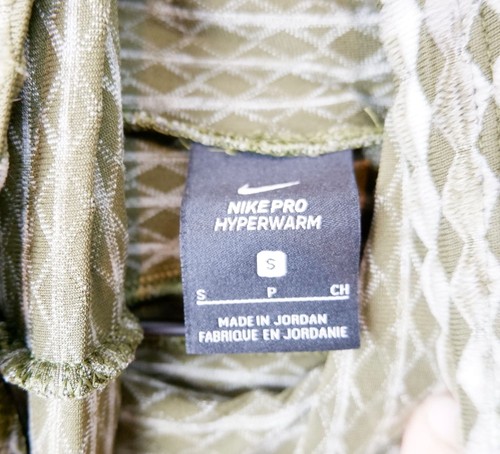 NIKE PRO
HYPERWARM
S
S P CH
MADE IN JORDAN
FABRIQUE EN JORDANIE